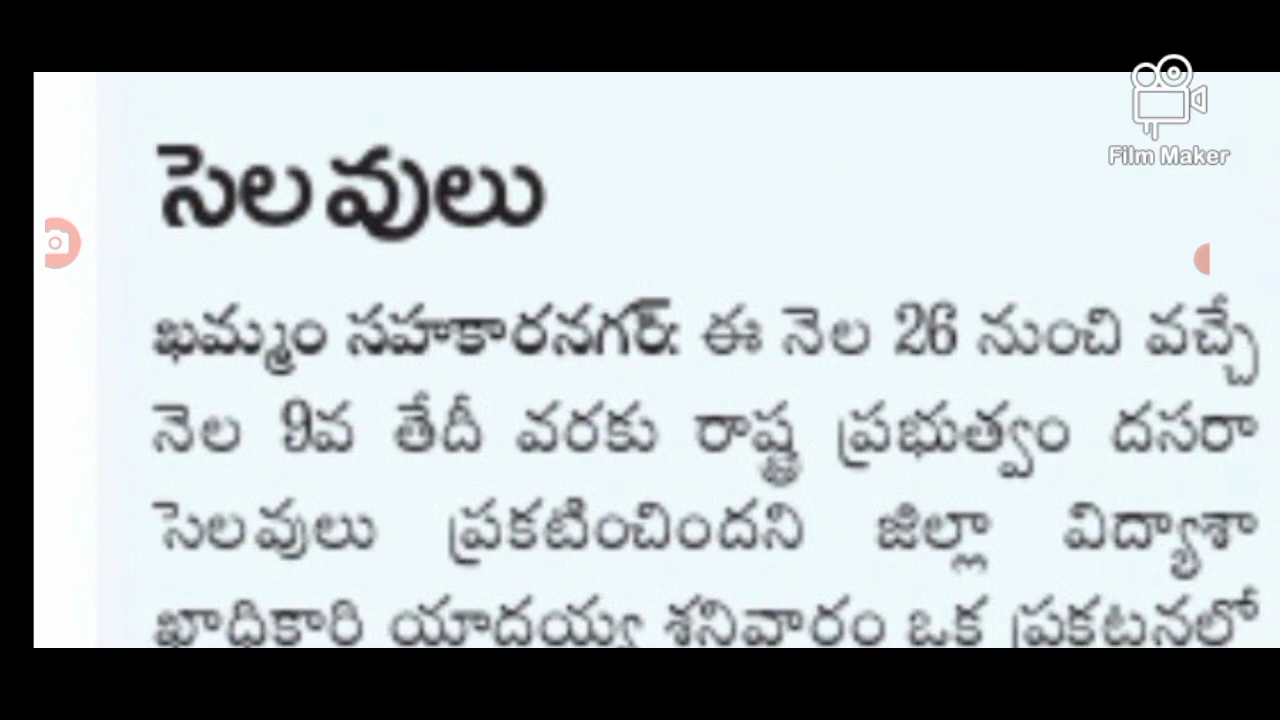 Film Maker
సెలవులు
ఖమ్మం సహకారనగర్: ఈ నెల 26 నుంచి వచ్చే
నెల 9వ తేదీ వరకు రాష్ట్ర ప్రభుత్వం దసరా
సెలవులు ప్రకటించిందని జిల్లా విద్యాశా
ఖాధికారి యాదయ్య శనివారం ఒక ప్రకటనలో